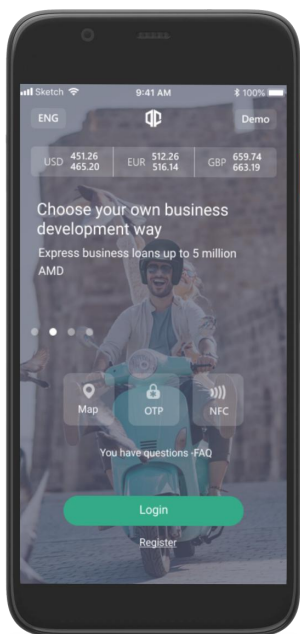 Sketch 9:41 AM 100%
ENG Demo
USD 451.26 465.20 EUR 512.26 516.14 GBP 659.74 663.19
Choose your own business
development way
Express business loans up to 5 million
AMD
Map OTP NFC
You have questions -FAQ
Login
Register